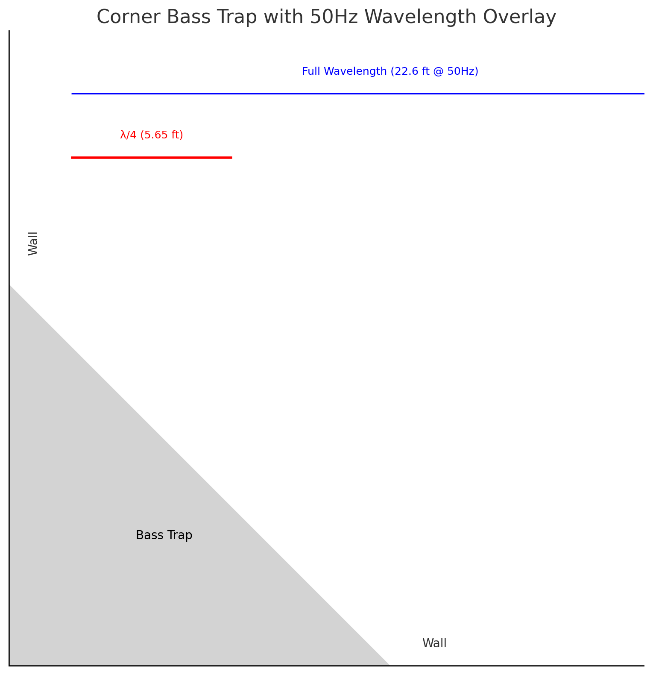 Corner Bass Trap with 50Hz Wavelength Overlay
Full Wavelength (22.6 ft @ 50Hz)
λ/4 (5.65 ft)
Wall
Bass Trap
Wall